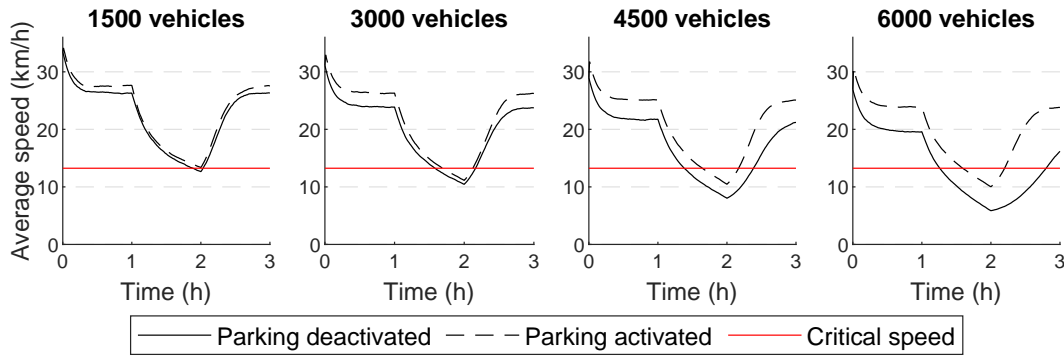 1500 vehicles
3000 vehicles
4500 vehicles
6000 vehicles
Average speed (km/h)
30
20
10
0
0 1 2 3
Time (h)
30
20
10
0
0 1 2 3
Time (h)
30
20
10
0
0 1 2 3
Time (h)
30
20
10
0
0 1 2 3
Time (h)
Parking deactivated
Parking activated
Critical speed